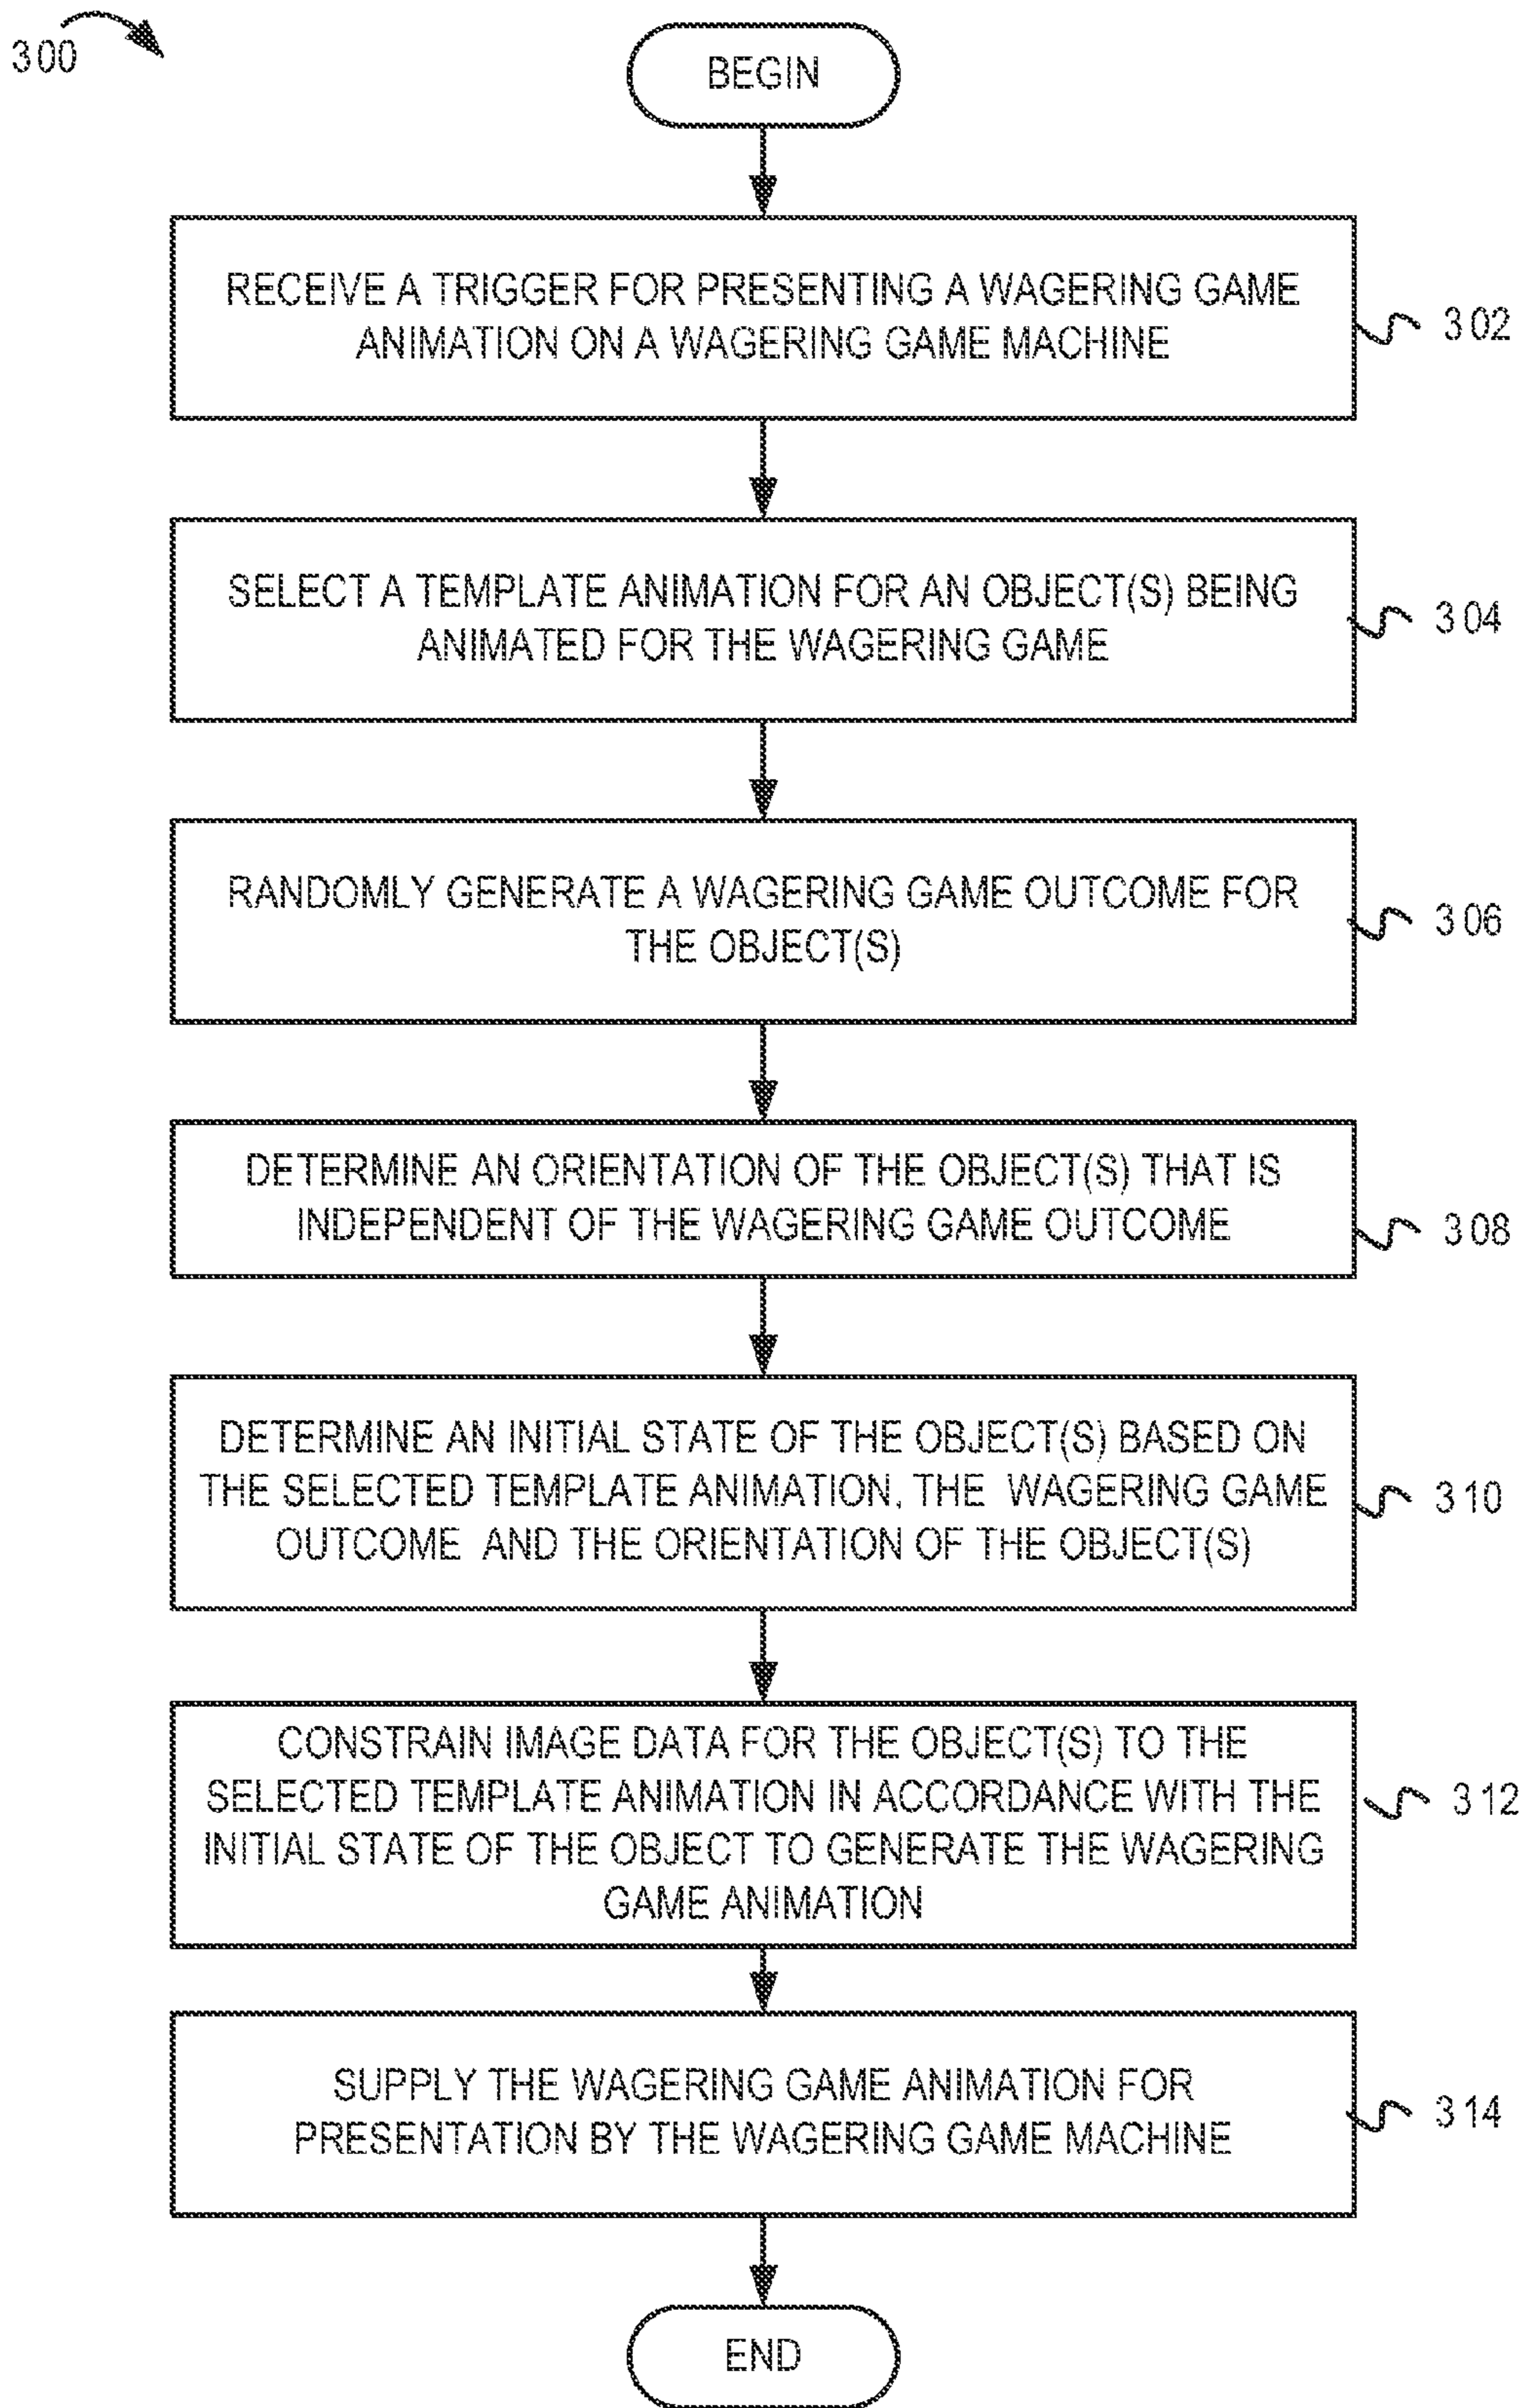 300
BEGIN
RECEIVE A TRIGGER FOR PRESENTING A WAGERING GAME
ANIMATION ON A WAGERING GAME MACHINE
302
SELECT A TEMPLATE ANIMATION FOR AN OBJECT(S) BEING
ANIMATED FOR THE WAGERING GAME
304
RANDOMLY GENERATE A WAGERING GAME OUTCOME FOR
THE OBJECT(S)
306
DETERMINE AN ORIENTATION OF THE OBJECT(S) THAT IS
INDEPENDENT OF THE WAGERING GAME OUTCOME
308
DETERMINE AN INITIAL STATE OF THE OBJECT(S) BASED ON
THE SELECTED TEMPLATE ANIMATION, THE WAGERING GAME
OUTCOME AND THE ORIENTATION OF THE OBJECT(S)
310
CONSTRAIN IMAGE DATA FOR THE OBJECT(S) TO THE
SELECTED TEMPLATE ANIMATION IN ACCORDANCE WITH THE
INITIAL STATE OF THE OBJECT TO GENERATE THE WAGERING
GAME ANIMATION
312
SUPPLY THE WAGERING GAME ANIMATION FOR
PRESENTATION BY THE WAGERING GAME MACHINE
314
END